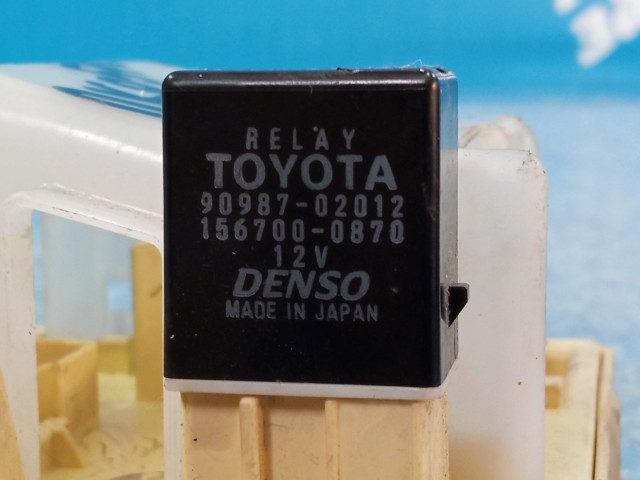 RELAY
TOYOTA
90987-02012
156700-0870
12V
DENSO
MADE IN JAPAN